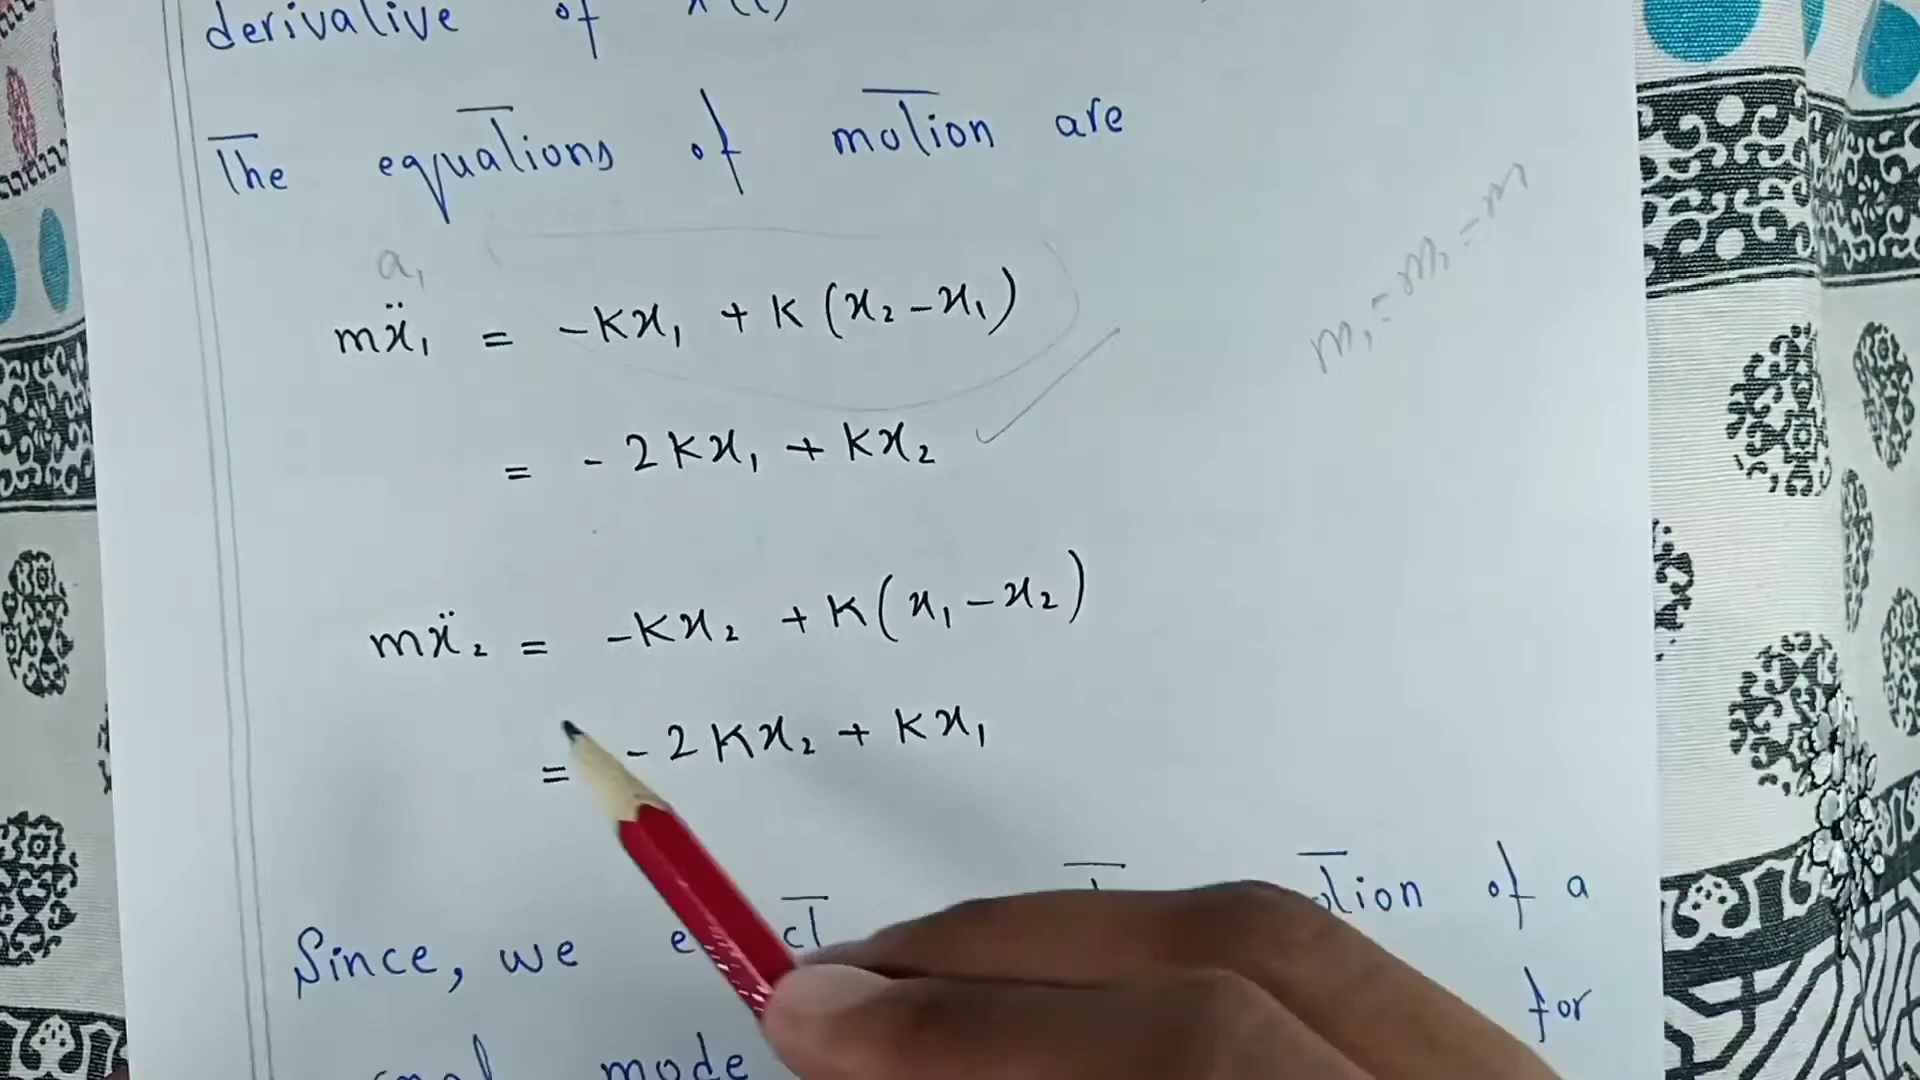 derivative of x(t)
The equations of motion are
a₁
mẍ₁ = -Kx₁ + K(x₂-x₁)
m₁=m₂=m
= -2Kx₁ + Kx₂ ✓
mẍ₂ = -Kx₂ + K(x₁-x₂)
= -2Kx₂ + Kx₁
Since, we of a
mode for